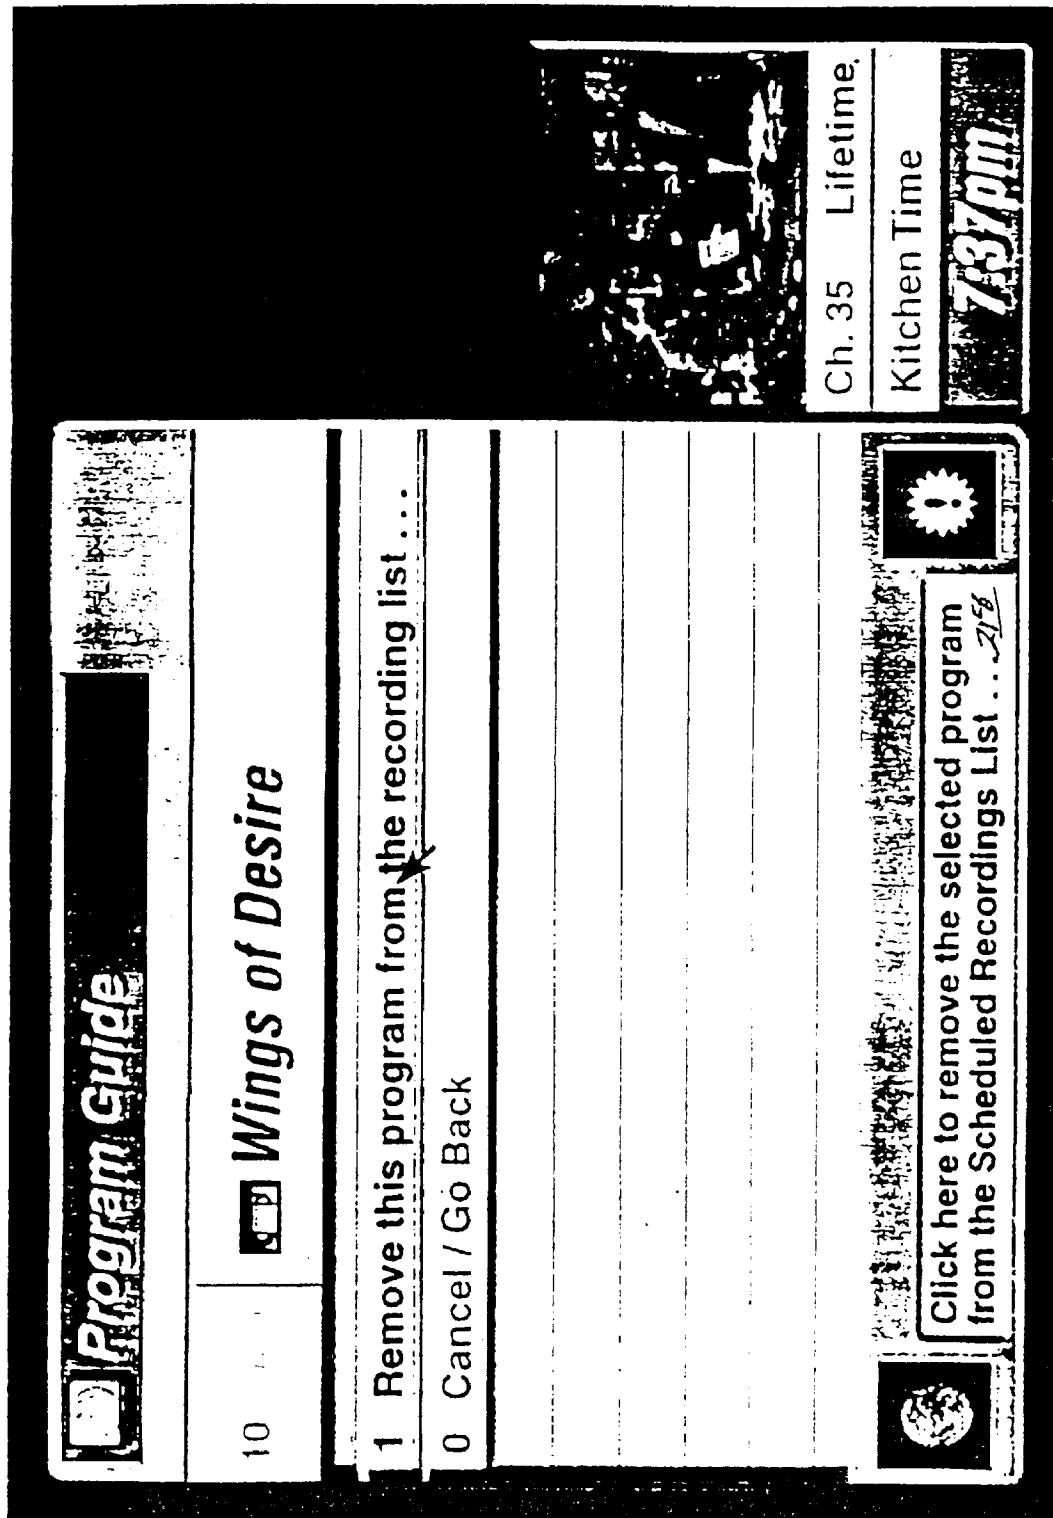 Program Guide
10
Wings of Desire
1 Remove this program from the recording list...
0 Cancel / Go Back
Click here to remove the selected program
from the Scheduled Recordings List...
Ch. 35 Lifetime
Kitchen Time
7:37pm